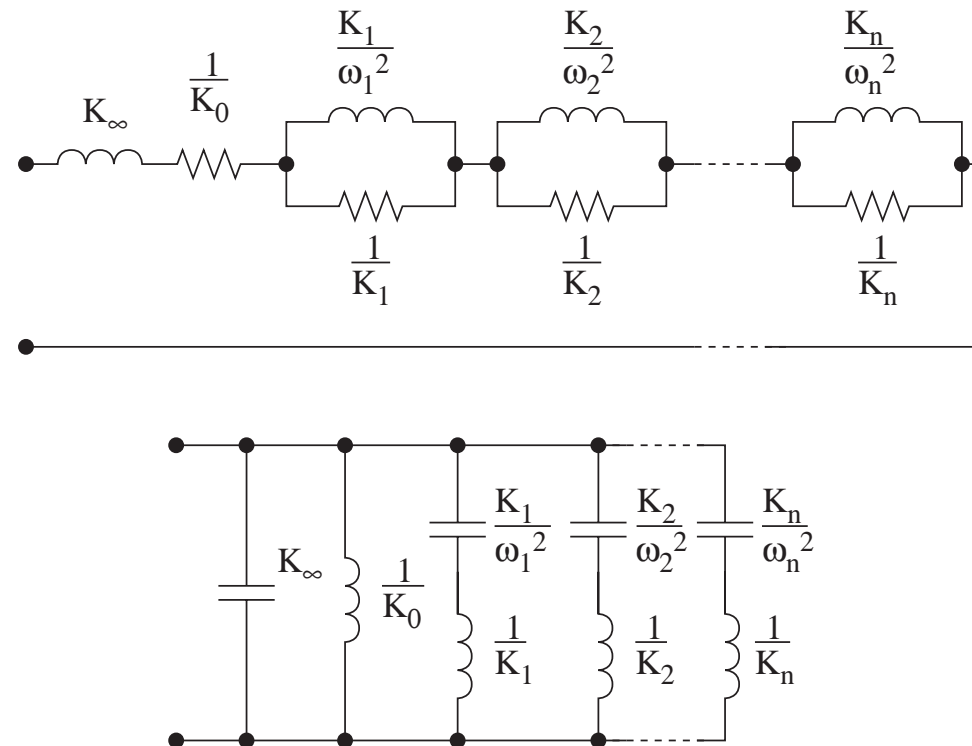 K∞
1/K₀
K₁/ω₁²
K₂/ω₂²
Kₙ/ωₙ²
1/K₁
1/K₂
1/Kₙ
K∞
1/K₀
K₁/ω₁²
K₂/ω₂²
Kₙ/ωₙ²
1/K₁
1/K₂
1/Kₙ